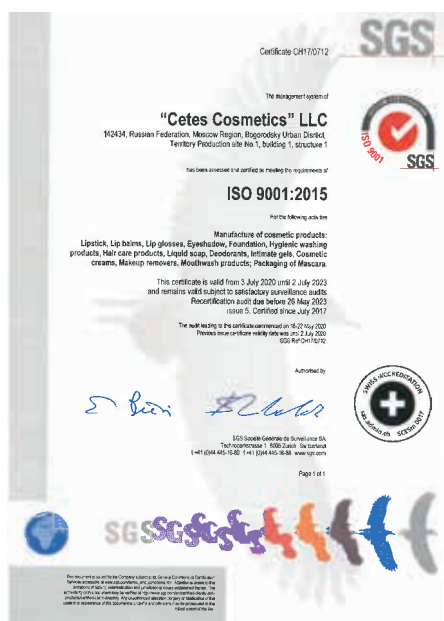 Certificate CH17/0712
SGS
The management system of
"Cetes Cosmetics" LLC
142434, Russian Federation, Moscow Region, Bogorodsky Urban District,
Territory Production site No.1, building 1, structure 1
has been assessed and certified as meeting the requirements of
ISO 9001
SGS
ISO 9001:2015
For the following activities
Manufacture of cosmetic products:
Lipstick, Lip balms, Lip glosses, Eyeshadow, Foundation, Hygienic washing
products, Hair care products, Liquid soap, Deodorants, Intimate gels, Cosmetic
creams, Makeup removers, Mouthwash products; Packaging of Mascara.
This certificate is valid from 3 July 2020 until 2 July 2023
and remains valid subject to satisfactory surveillance audits
Recertification audit due before 26 May 2023
Issue 5. Certified since July 2017
The audit leading to this certificate commenced on 18-22 May 2020
Previous issue certificate validity date was until 2 July 2020
SGS Ref CH17/0712
Authorised by
SWISS ACCREDITATION
sas.admin.ch SCESm 0017
SGS Société Générale de Surveillance SA
Technoparkstrasse 1 8005 Zurich Switzerland
t +41 (0)44 445-16-80 f +41 (0)44 445-16-88 www.sgs.com
Page 1 of 1
SGSSGS